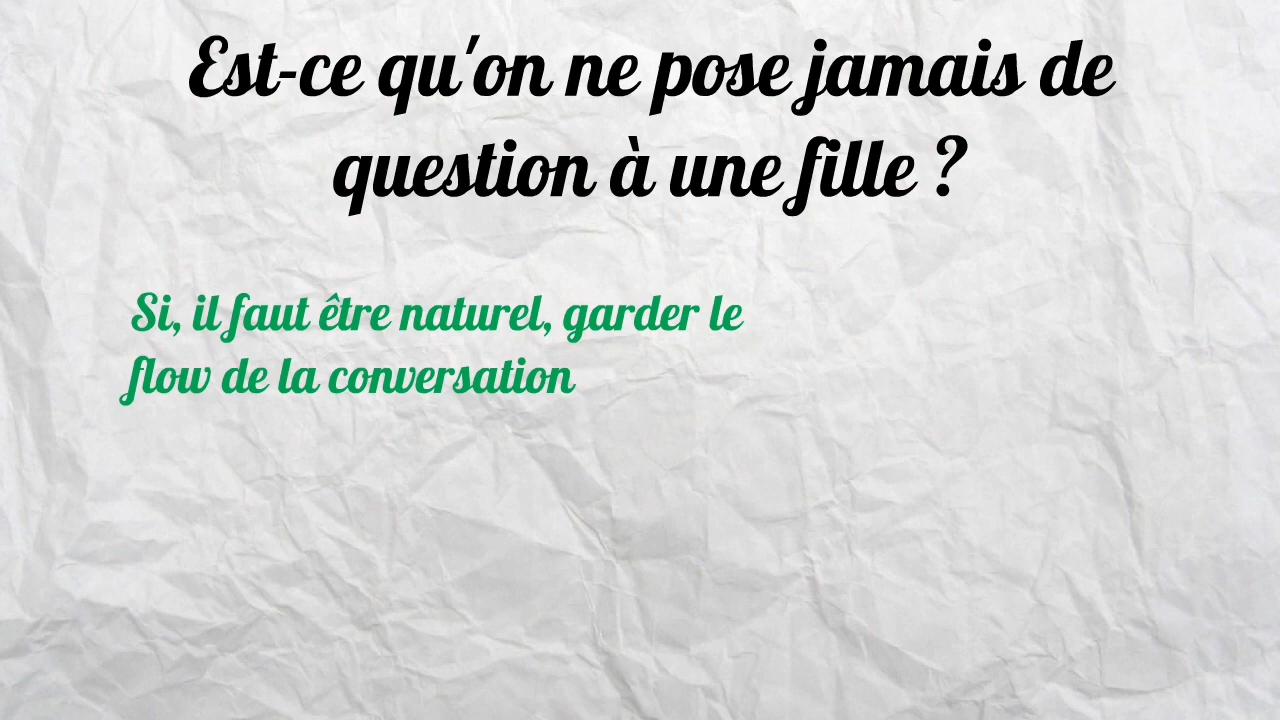 Est-ce qu'on ne pose jamais de
question à une fille ?
Si, il faut être naturel, garder le
flow de la conversation